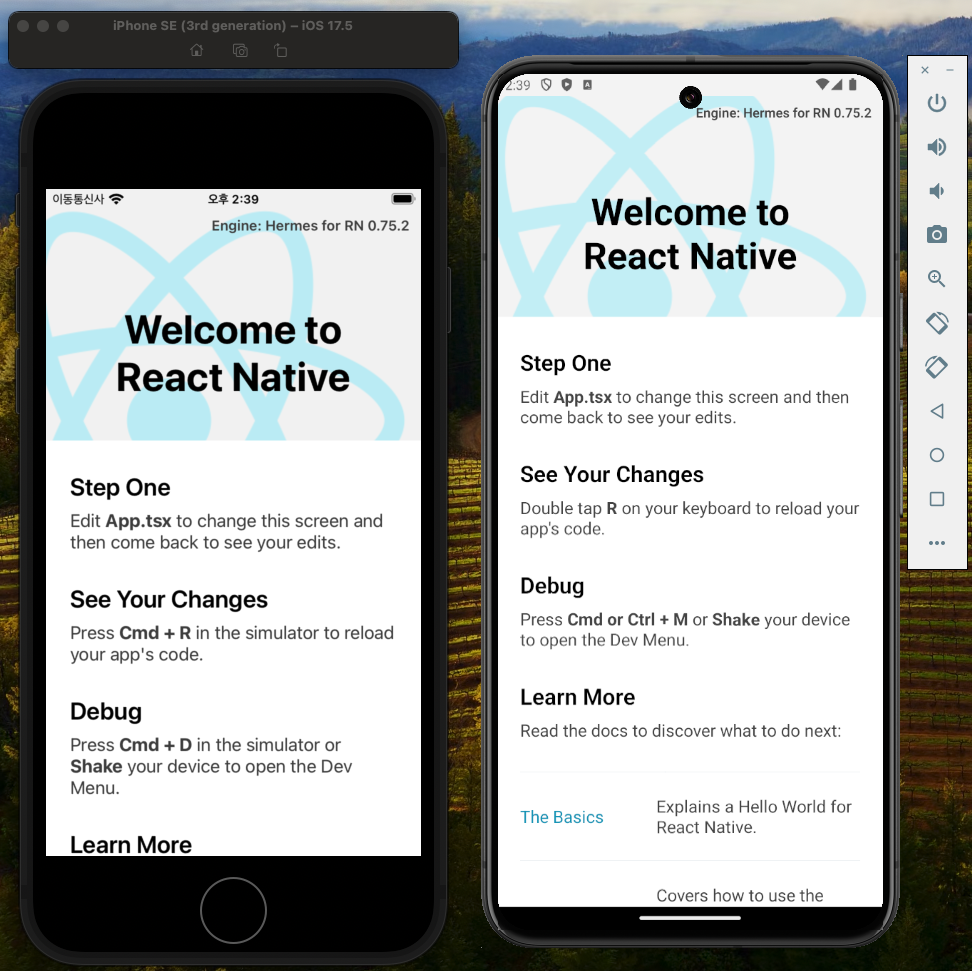 iPhone SE (3rd generation) – iOS 17.5
이동통신사
오후 2:39
Engine: Hermes for RN 0.75.2
Welcome to
React Native
Step One
Edit App.tsx to change this screen and
then come back to see your edits.
See Your Changes
Press Cmd + R in the simulator to reload
your app's code.
Debug
Press Cmd + D in the simulator or
Shake your device to open the Dev
Menu.
Learn More
2:39
Engine: Hermes for RN 0.75.2
Welcome to
React Native
Step One
Edit App.tsx to change this screen and then
come back to see your edits.
See Your Changes
Double tap R on your keyboard to reload your
app's code.
Debug
Press Cmd or Ctrl + M or Shake your device
to open the Dev Menu.
Learn More
Read the docs to discover what to do next:
The Basics
Explains a Hello World for
React Native.
Covers how to use the